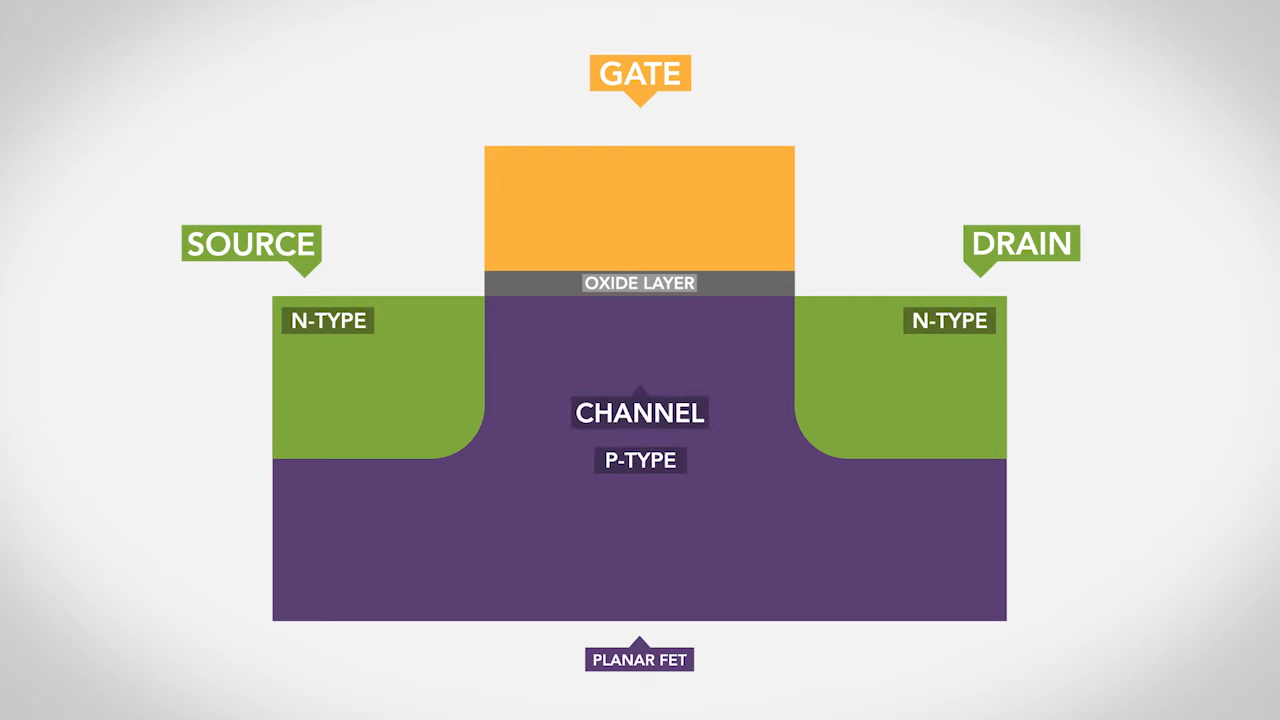 GATE
SOURCE
DRAIN
OXIDE LAYER
N-TYPE
N-TYPE
CHANNEL
P-TYPE
PLANAR FET